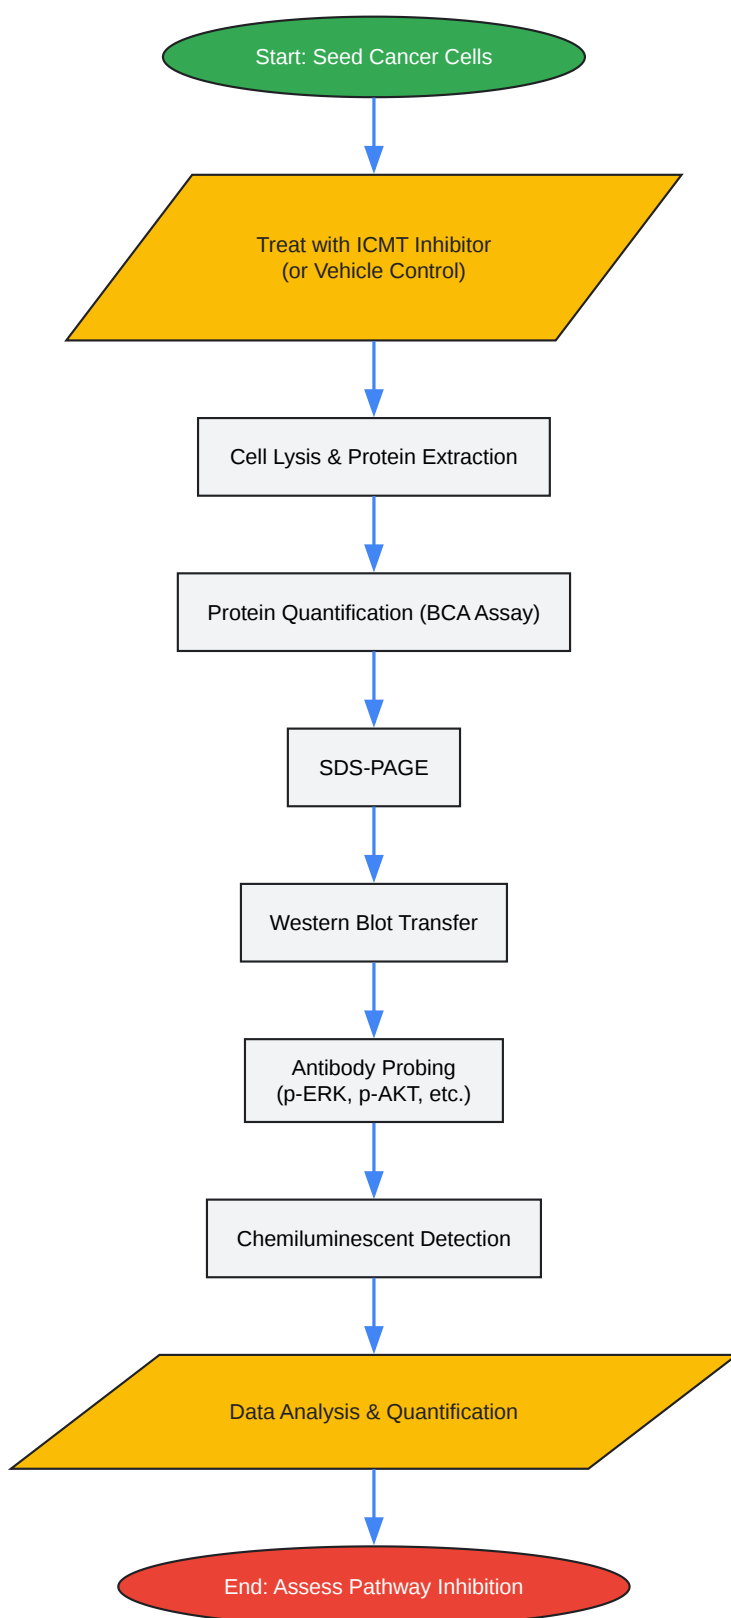 Start: Seed Cancer Cells
Treat with ICMT Inhibitor
(or Vehicle Control)
Cell Lysis & Protein Extraction
Protein Quantification (BCA Assay)
SDS-PAGE
Western Blot Transfer
Antibody Probing
(p-ERK, p-AKT, etc.)
Chemiluminescent Detection
Data Analysis & Quantification
End: Assess Pathway Inhibition